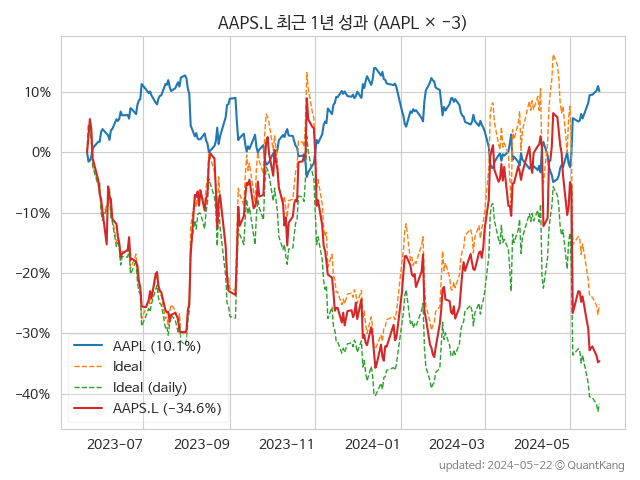 AAPS.L 최근 1년 성과 (AAPL × −3)
10%
0%
−10%
−20%
−30%
−40%
AAPL (10.1%)
Ideal
Ideal (daily)
AAPS.L (−34.6%)
2023-07 2023-09 2023-11 2024-01 2024-03 2024-05
updated: 2024-05-22 © QuantKang